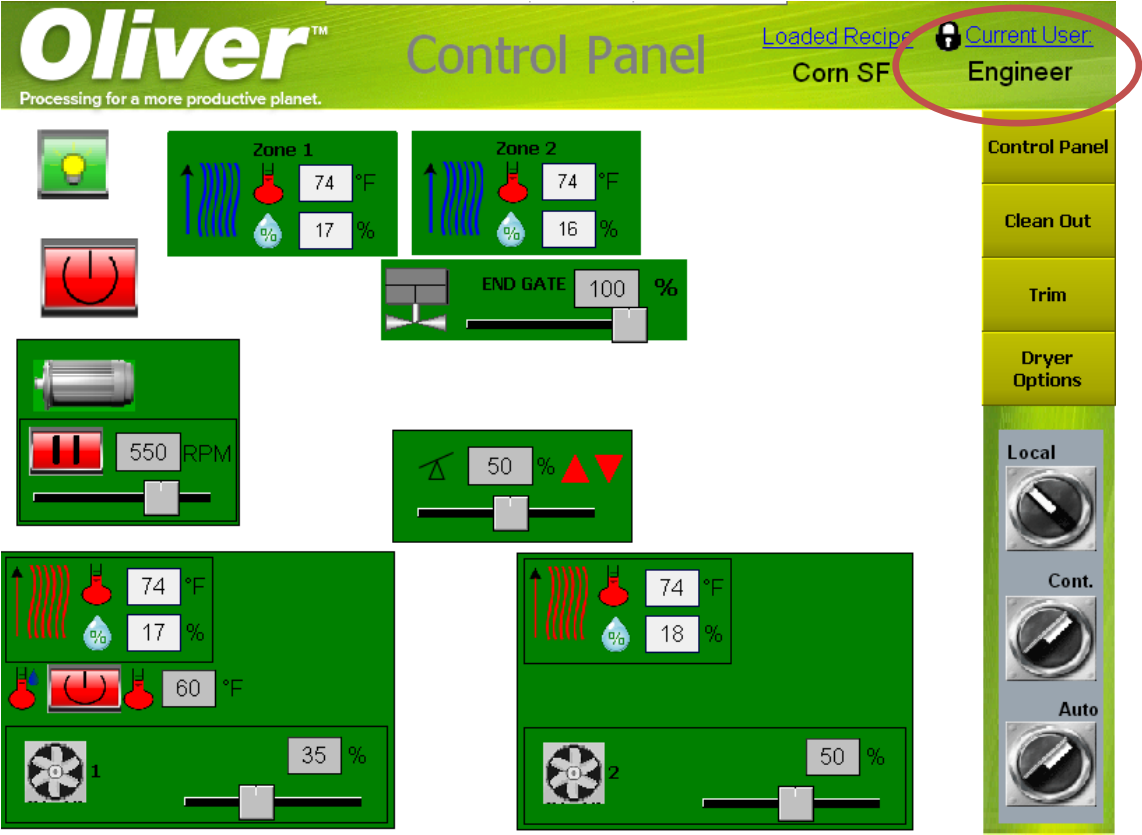 Oliver™
Processing for a more productive planet.
Control Panel
Loaded Recipe
Corn SF
Current User:
Engineer
Control Panel
Clean Out
Trim
Dryer
Options
Zone 1
74 °F
17 %
Zone 2
74 °F
16 %
END GATE 100 %
550 RPM
50 %
74 °F
17 %
60 °F
1 35 %
74 °F
18 %
2 50 %
Local
Cont.
Auto